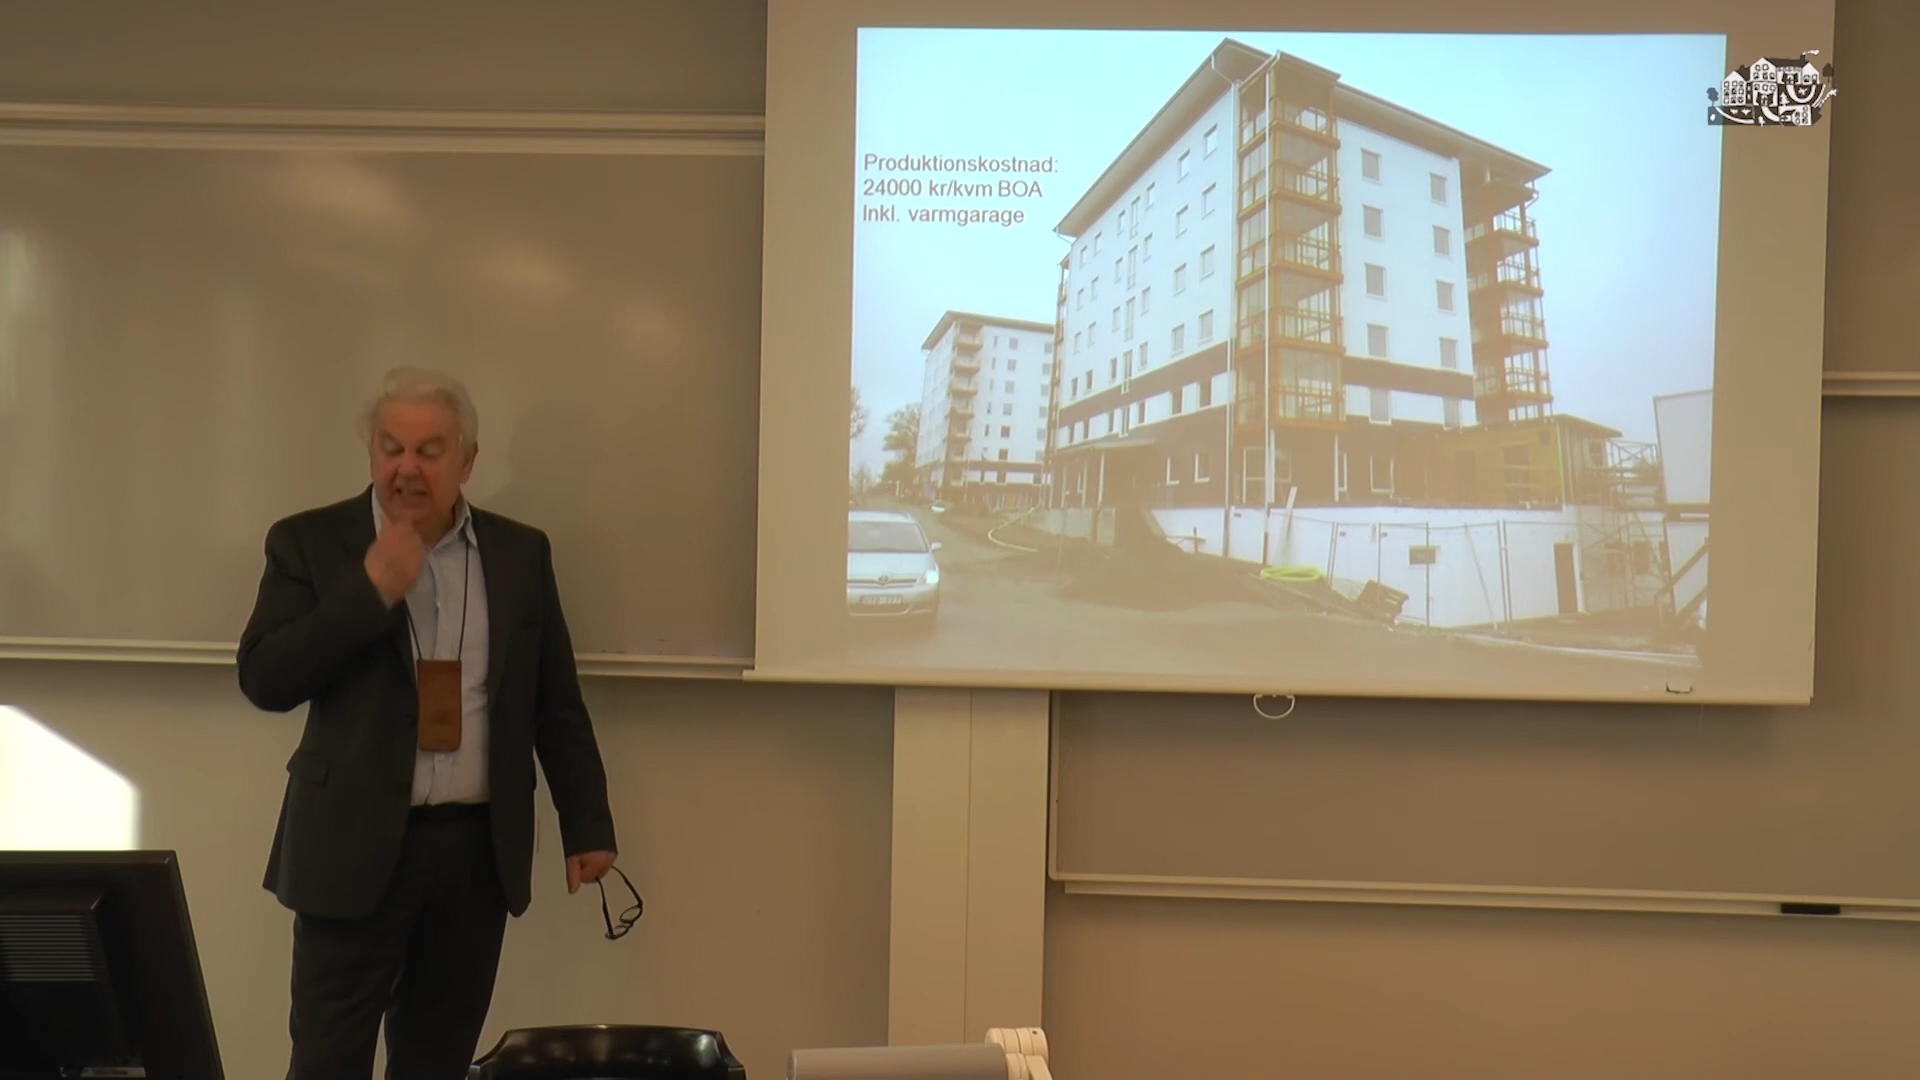 Produktionskostnad:
24000 kr/kvm BOA
Inkl. varmgarage